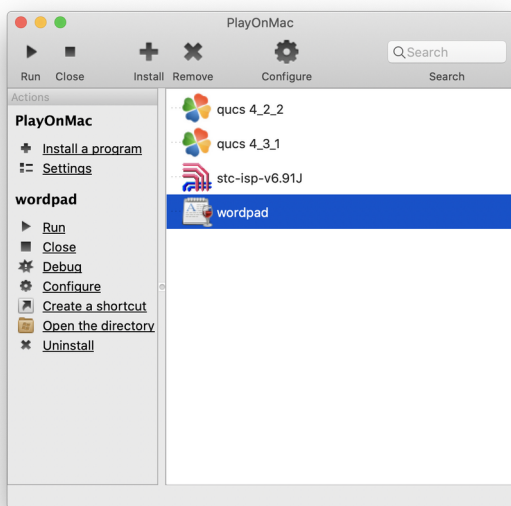 PlayOnMac
Run Close Install Remove Configure Search
Search
Actions
PlayOnMac
Install a program
Settings
wordpad
Run
Close
Debug
Configure
Create a shortcut
Open the directory
Uninstall
qucs 4_2_2
qucs 4_3_1
stc-isp-v6.91J
wordpad